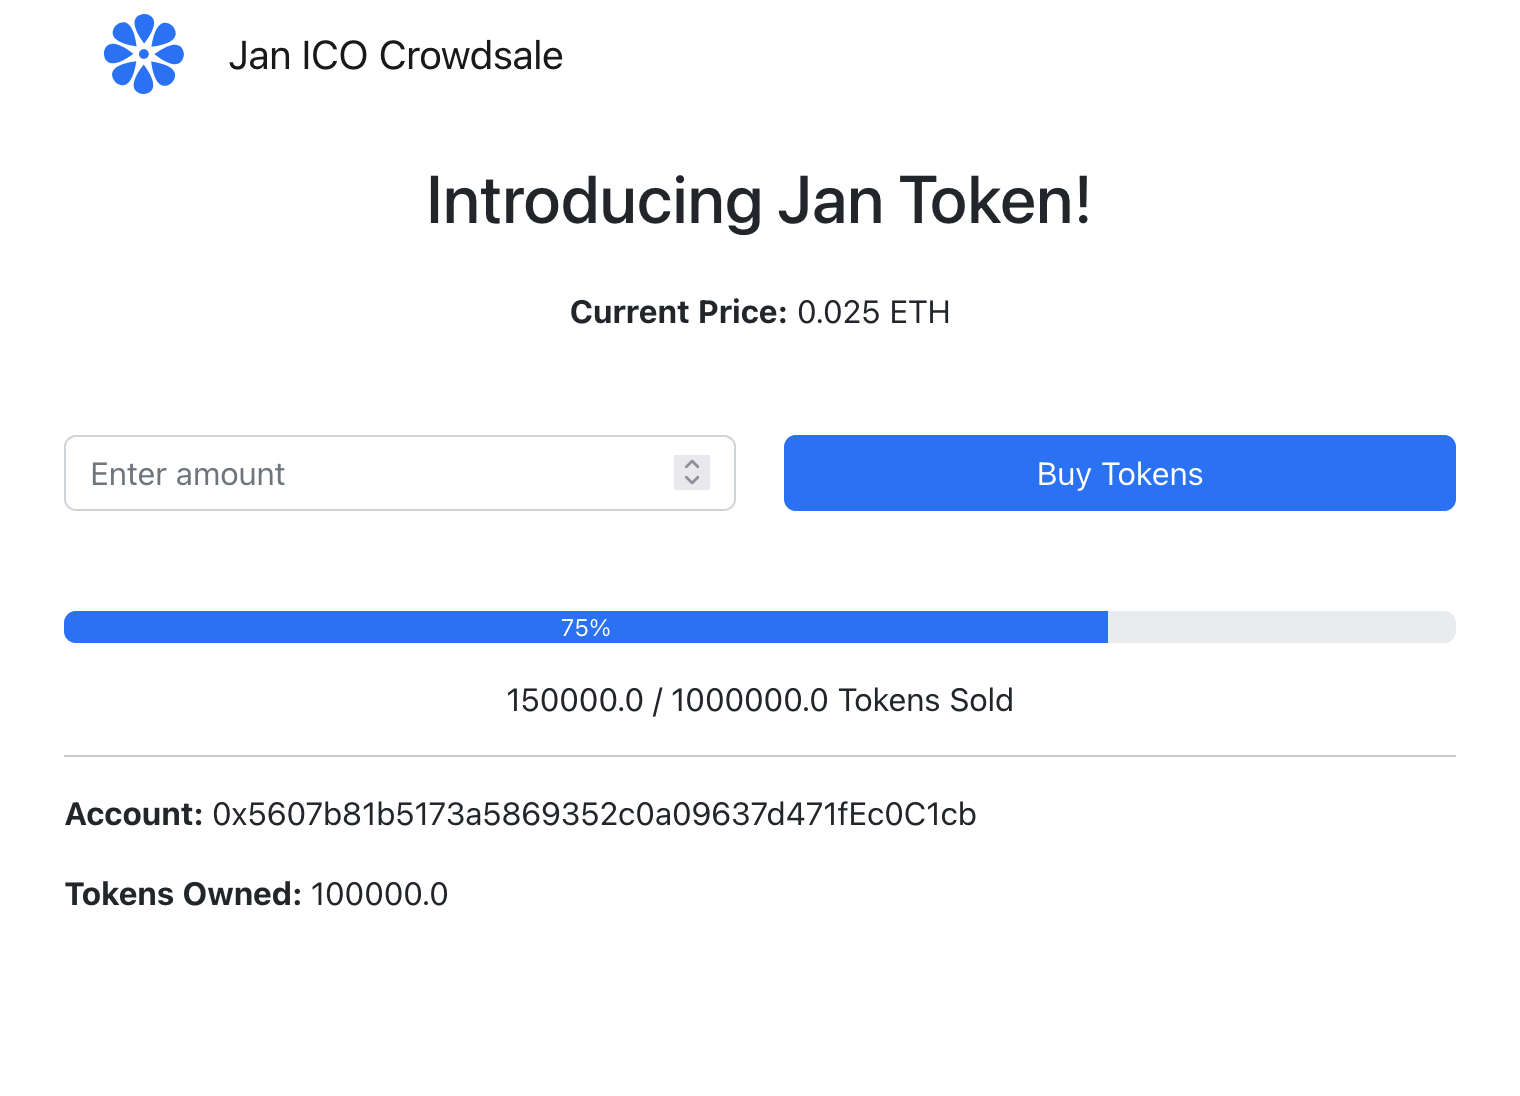 Jan ICO Crowdsale
Introducing Jan Token!
Current Price: 0.025 ETH
Enter amount
Buy Tokens
75%
150000.0 / 1000000.0 Tokens Sold
Account: 0x5607b81b5173a5869352c0a09637d471fEc0C1cb
Tokens Owned: 100000.0